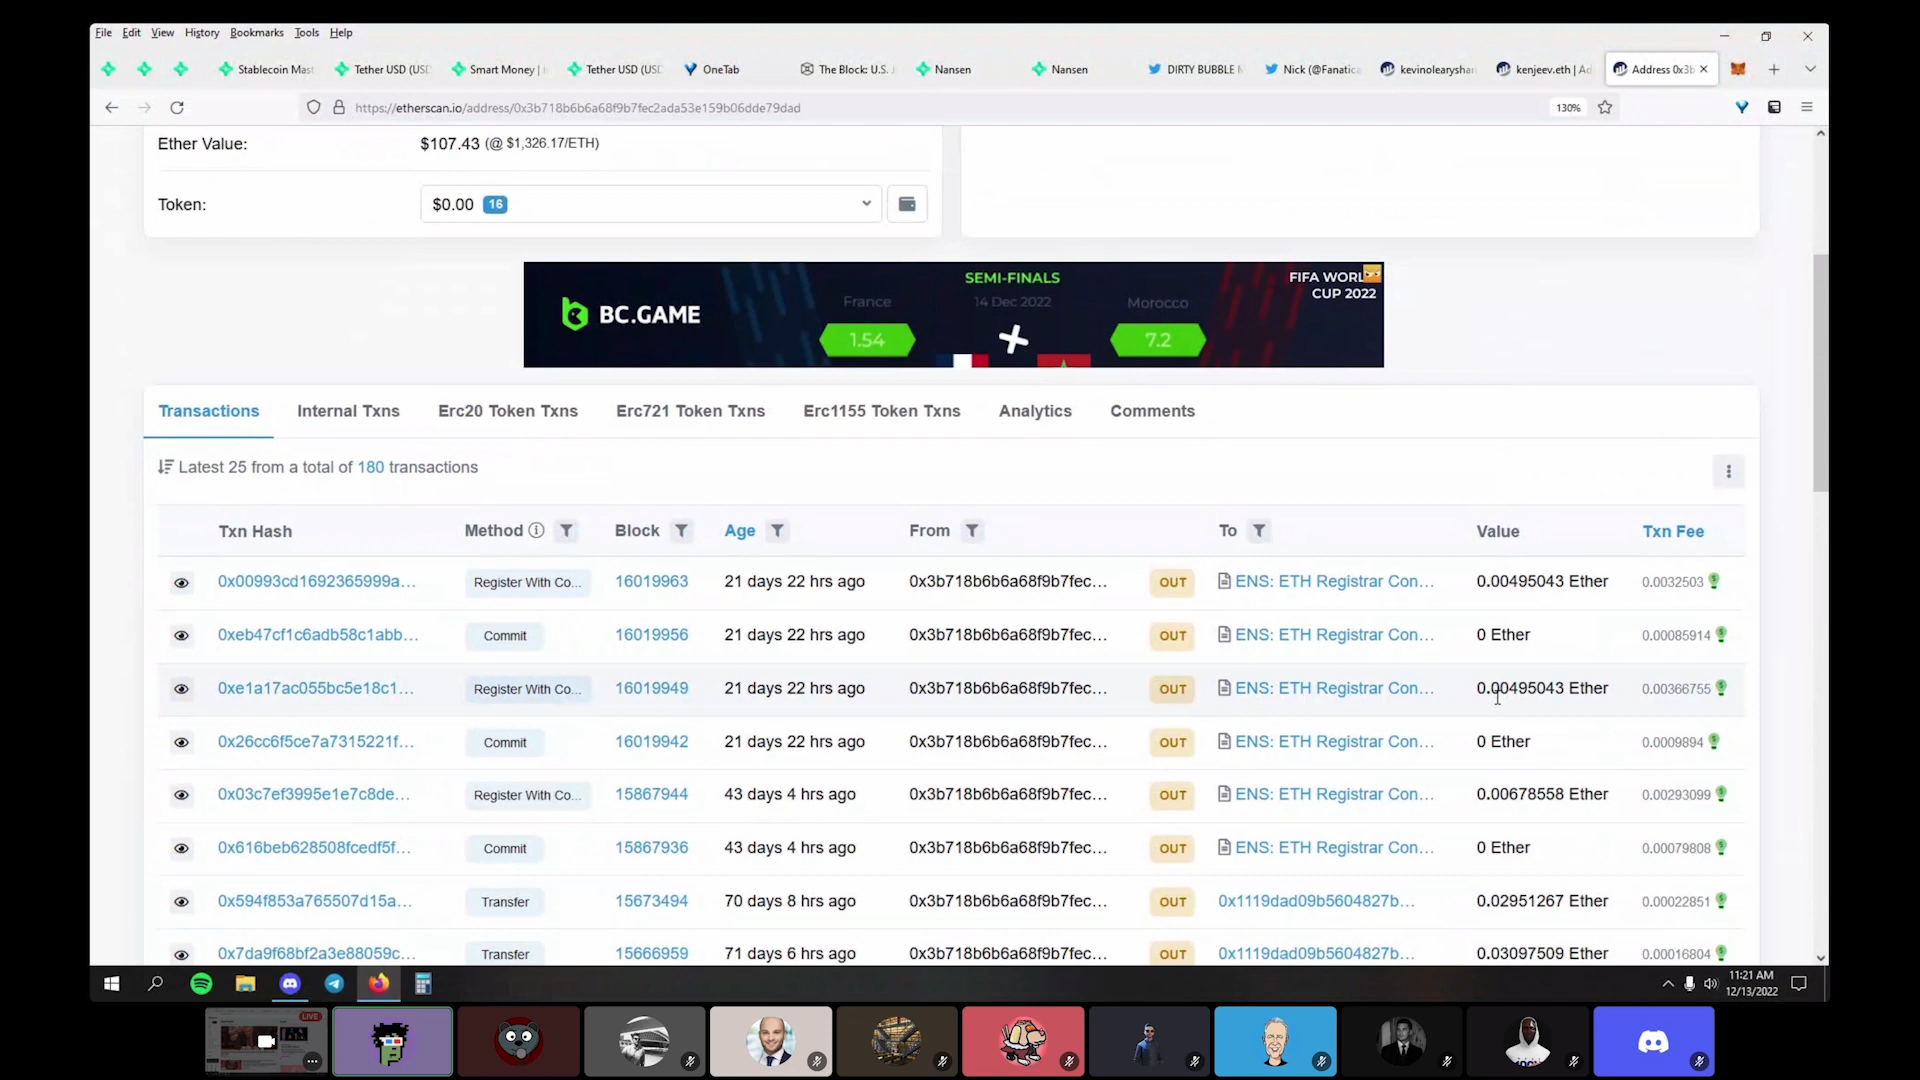 File Edit View History Bookmarks Tools Help
Stablecoin Mast Tether USD (USD Smart Money | Tether USD (USD OneTab The Block: U.S. Nansen Nansen DIRTY BUBBLE Nick (@Fanatica kevinolearyshar kenjeev.eth | Ad Address 0x3b
https://etherscan.io/address/0x3b718b6b6a68f9b7fec2ada53e159b06dde79dad 130%
Ether Value: $107.43 (@ $1,326.17/ETH)
Token: $0.00 16
BC.GAME
SEMI-FINALS
14 Dec 2022
France
1.54
Morocco
7.2
FIFA WORL
CUP 2022
Transactions Internal Txns Erc20 Token Txns Erc721 Token Txns Erc1155 Token Txns Analytics Comments
Latest 25 from a total of 180 transactions
Txn Hash Method Block Age From To Value Txn Fee
0x00993cd1692365999a... Register With Co... 16019963 21 days 22 hrs ago 0x3b718b6b6a68f9b7fec... OUT ENS: ETH Registrar Con... 0.00495043 Ether 0.0032503
0xeb47cf1c6adb58c1abb... Commit 16019956 21 days 22 hrs ago 0x3b718b6b6a68f9b7fec... OUT ENS: ETH Registrar Con... 0 Ether 0.00085914
0xe1a17ac055bc5e18c1... Register With Co... 16019949 21 days 22 hrs ago 0x3b718b6b6a68f9b7fec... OUT ENS: ETH Registrar Con... 0.00495043 Ether 0.00366755
0x26cc6f5ce7a7315221f... Commit 16019942 21 days 22 hrs ago 0x3b718b6b6a68f9b7fec... OUT ENS: ETH Registrar Con... 0 Ether 0.0009894
0x03c7ef3995e1e7c8de... Register With Co... 15867944 43 days 4 hrs ago 0x3b718b6b6a68f9b7fec... OUT ENS: ETH Registrar Con... 0.00678558 Ether 0.00293099
0x616beb628508fcedf5f... Commit 15867936 43 days 4 hrs ago 0x3b718b6b6a68f9b7fec... OUT ENS: ETH Registrar Con... 0 Ether 0.00079808
0x594f853a765507d15a... Transfer 15673494 70 days 8 hrs ago 0x3b718b6b6a68f9b7fec... OUT 0x1119dad09b5604827b... 0.02951267 Ether 0.00022851
0x7da9f68bf2a3e88059c... Transfer 15666959 71 days 6 hrs ago 0x3b718b6b6a68f9b7fec... OUT 0x1119dad09b5604827b... 0.03097509 Ether 0.00016804
11:21 AM
12/13/2022
LIVE